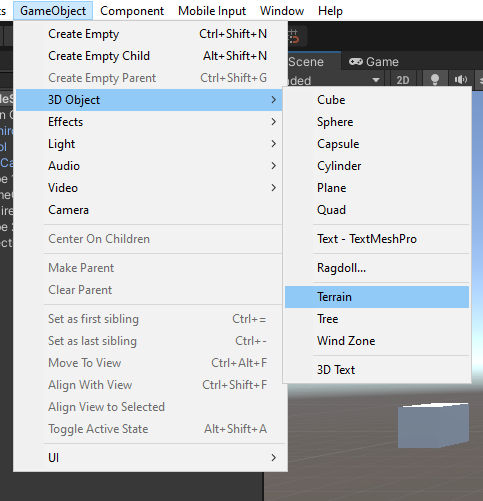 GameObject Component Mobile Input Window Help
Create Empty Ctrl+Shift+N
Create Empty Child Alt+Shift+N
Create Empty Parent Ctrl+Shift+G
3D Object
Effects
Light
Audio
Video
Camera
Center On Children
Make Parent
Clear Parent
Set as first sibling Ctrl+=
Set as last sibling Ctrl+-
Move To View Ctrl+Alt+F
Align With View Ctrl+Shift+F
Align View to Selected
Toggle Active State Alt+Shift+A
UI
Scene Game
2D
Cube
Sphere
Capsule
Cylinder
Plane
Quad
Text - TextMeshPro
Ragdoll...
Terrain
Tree
Wind Zone
3D Text